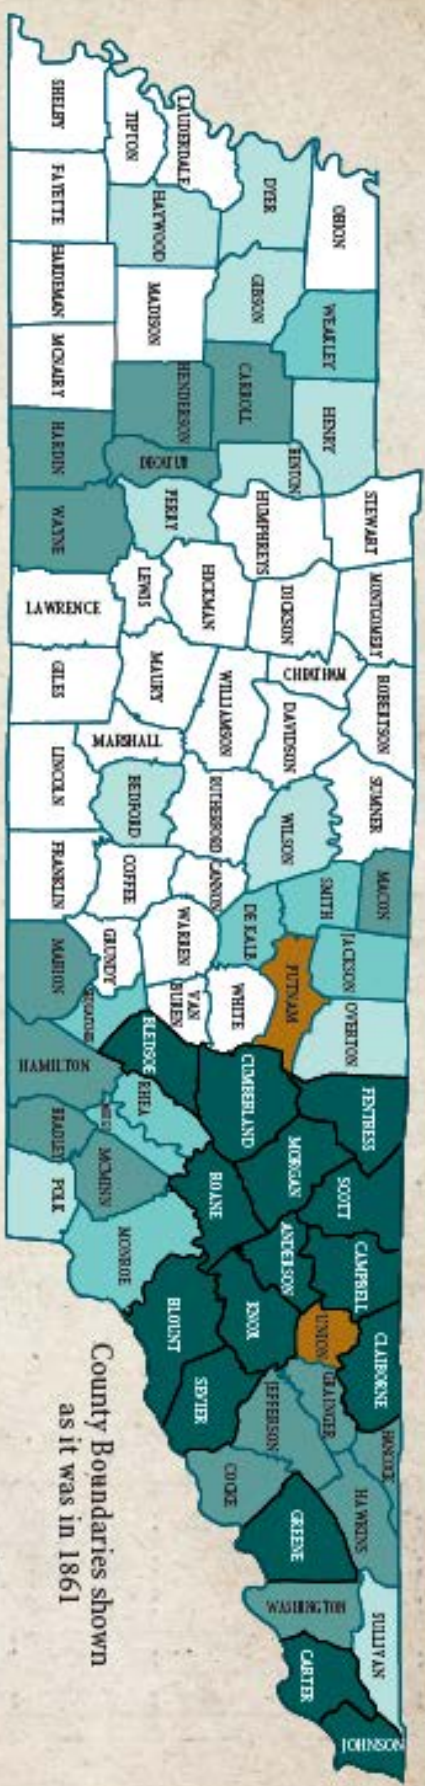 SHELBY
TIPTON
LAUDERDALE
FAYETTE
HAYWOOD
DYER
OBION
HARDEMAN
MADISON
GIBSON
WEAKLEY
MCNAIRY
HENDERSON
CARROLL
HENRY
HARDIN
DECATUR
BENTON
WAYNE
PERRY
HUMPHREYS
STEWART
LAWRENCE
LEWIS
HICKMAN
DICKSON
MONTGOMERY
GILES
MAURY
WILLIAMSON
CHEATHAM
DAVIDSON
ROBERTSON
LINCOLN
MARSHALL
BEDFORD
RUTHERFORD
WILSON
SUMNER
FRANKLIN
COFFEE
CANNON
DE KALB
SMITH
MACON
MARION
GRUNDY
WARREN
VAN
BUREN
WHITE
PUTNAM
JACKSON
OVERTON
HAMILTON
BLEDSOE
CUMBERLAND
FENTRESS
RHEA
BRADLEY
MCMINN
ROANE
MORGAN
SCOTT
POLK
MONROE
ANDERSON
CAMPBELL
BLOUNT
KNOX
UNION
CLAIBORNE
SEVIER
JEFFERSON
GRAINGER
HANCOCK
COCKE
GREENE
HAWKINS
WASHINGTON
SULLIVAN
CARTER
JOHNSON
County Boundaries shown
as it was in 1861